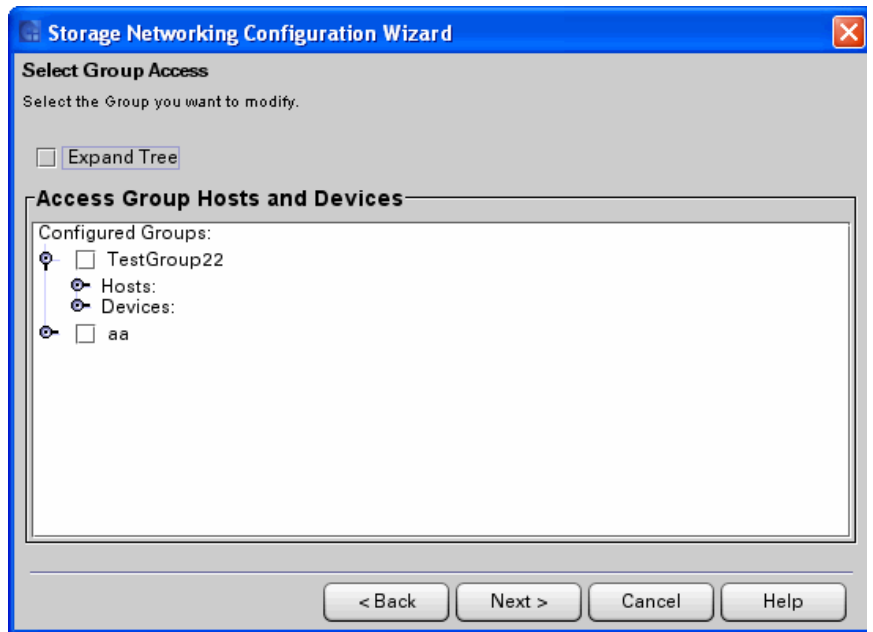 Storage Networking Configuration Wizard
Select Group Access
Select the Group you want to modify.
Expand Tree
Access Group Hosts and Devices
Configured Groups:
TestGroup22
Hosts:
Devices:
aa
< Back
Next >
Cancel
Help